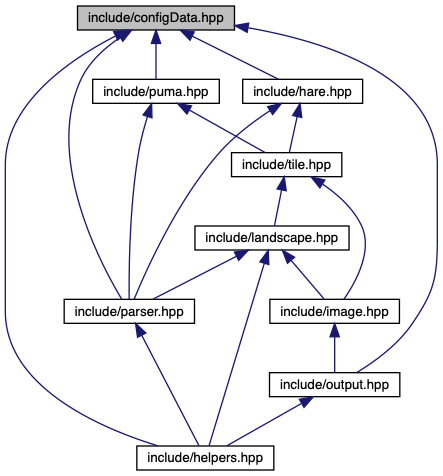 include/configData.hpp
include/puma.hpp
include/hare.hpp
include/tile.hpp
include/landscape.hpp
include/parser.hpp
include/image.hpp
include/output.hpp
include/helpers.hpp